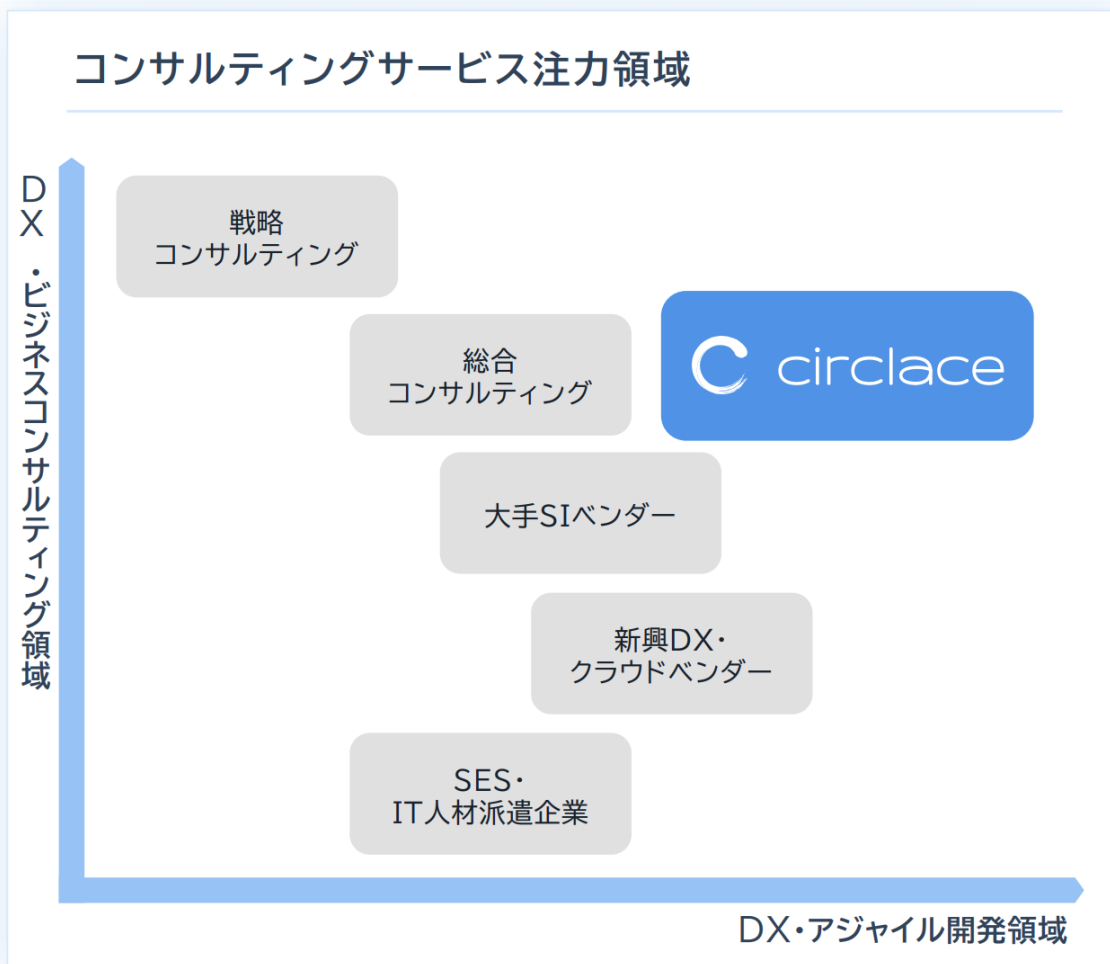 コンサルティングサービス注力領域
DX・ビジネスコンサルティング領域
戦略
コンサルティング
総合
コンサルティング
circlace
大手SIベンダー
新興DX・
クラウドベンダー
SES・
IT人材派遣企業
DX・アジャイル開発領域